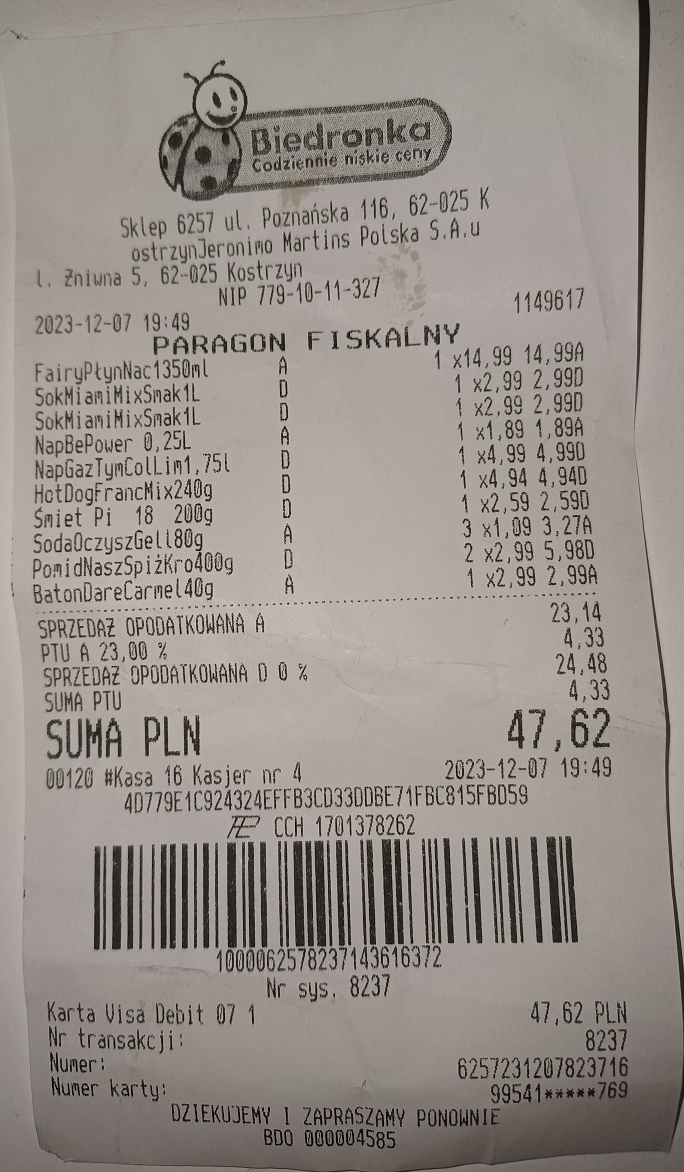 Biedronka
Codziennie niskie ceny
Sklep 6257 ul. Poznańska 116, 62-025 K
ostrzynJeronimo Martins Polska S.A.u
l. Żniwna 5, 62-025 Kostrzyn
NIP 779-10-11-327
2023-12-07 19:49 1149617
PARAGON FISKALNY
FairyPłynNac1350ml A 1 x14,99 14,99A
SokMiamiMixSmak1L D 1 x2,99 2,99D
SokMiamiMixSmak1L D 1 x2,99 2,99D
NapBePower 0,25L A 1 x1,89 1,89A
NapGazTymColLim1,75l D 1 x4,99 4,99D
HotDogFrancMix240g D 1 x4,94 4,94D
Śmiet Pi 18 200g D 1 x2,59 2,59D
SodaOczyszGell80g A 3 x1,09 3,27A
PomidNaszSpiżKro400g D 2 x2,99 5,98D
BatonDareCarmel40g A 1 x2,99 2,99A
SPRZEDAŻ OPODATKOWANA A 23,14
PTU A 23,00 % 4,33
SPRZEDAŻ OPODATKOWANA D 0 % 24,48
SUMA PTU 4,33
SUMA PLN 47,62
00120 #Kasa 16 Kasjer nr 4 2023-12-07 19:49
4D779E1C924324EFFB3CD33DDBE71FBC815FBD59
CCH 1701378262
1000062578237143616372
Nr sys. 8237
Karta Visa Debit 07 1 47,62 PLN
Nr transakcji: 8237
Numer: 6257231207823716
Numer karty: 99541*****769
DZIEKUJEMY I ZAPRASZAMY PONOWNIE
BDO 000004585